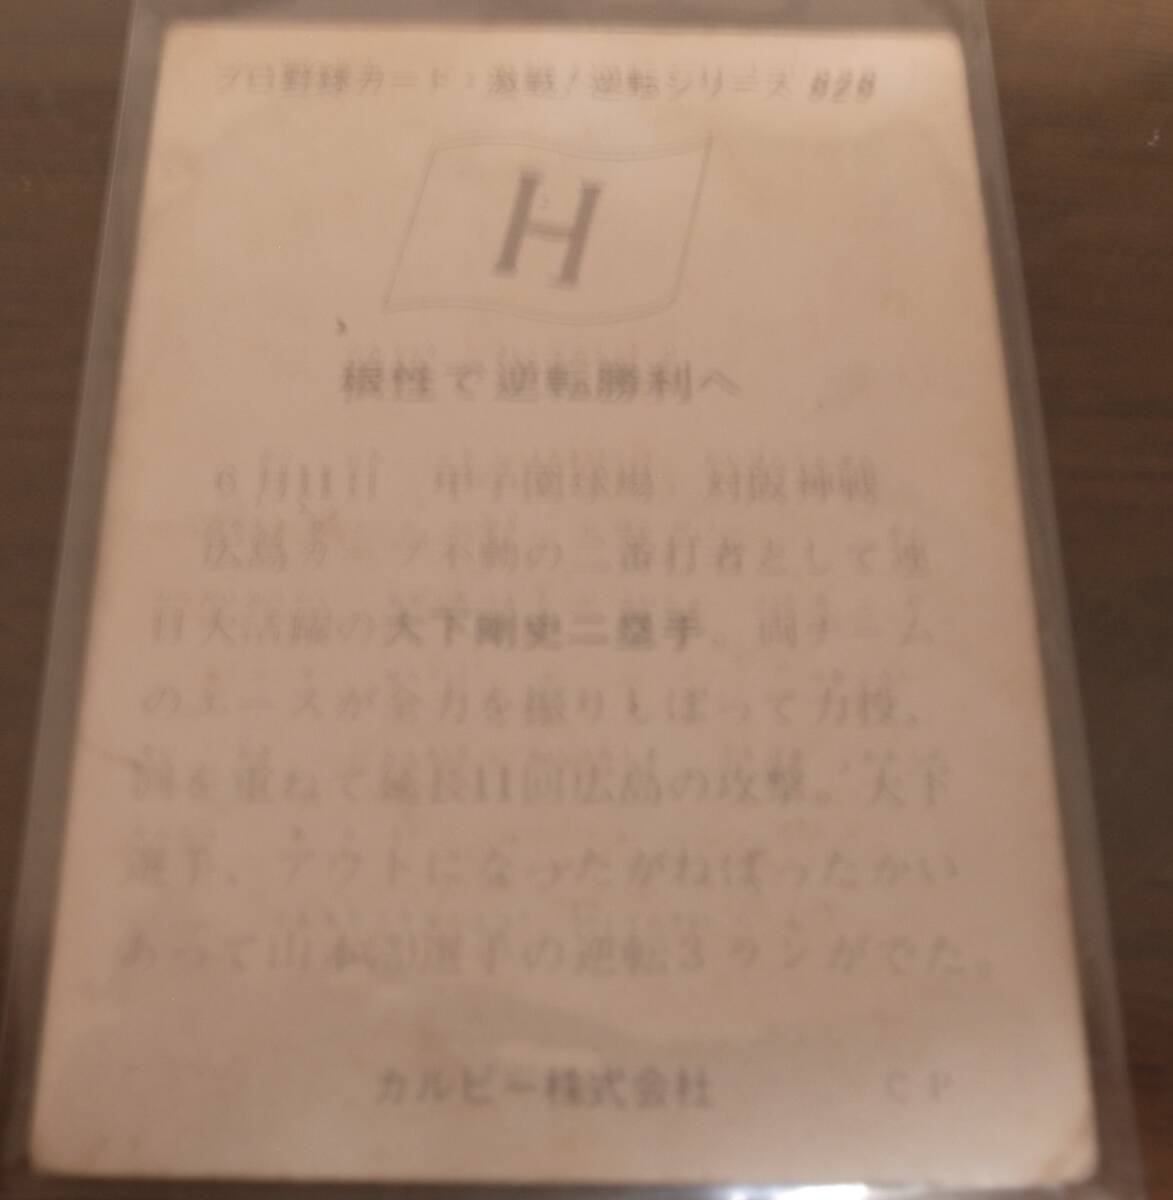 プロ野球カード・激戦!逆転シリーズ 828
H
根性で逆転勝利へ
6月11日 甲子園球場 対阪神戦
広島カープ不動の二番打者として連
日大活躍の大下剛史二塁手、両チーム
のエースが全力を振りしぼって力投。
回を重ねて延長11回広島の攻撃。大下
選手、アウトになったがねばったかい
あって山本選手の逆転3ランがでた。
カルビー株式会社 CP